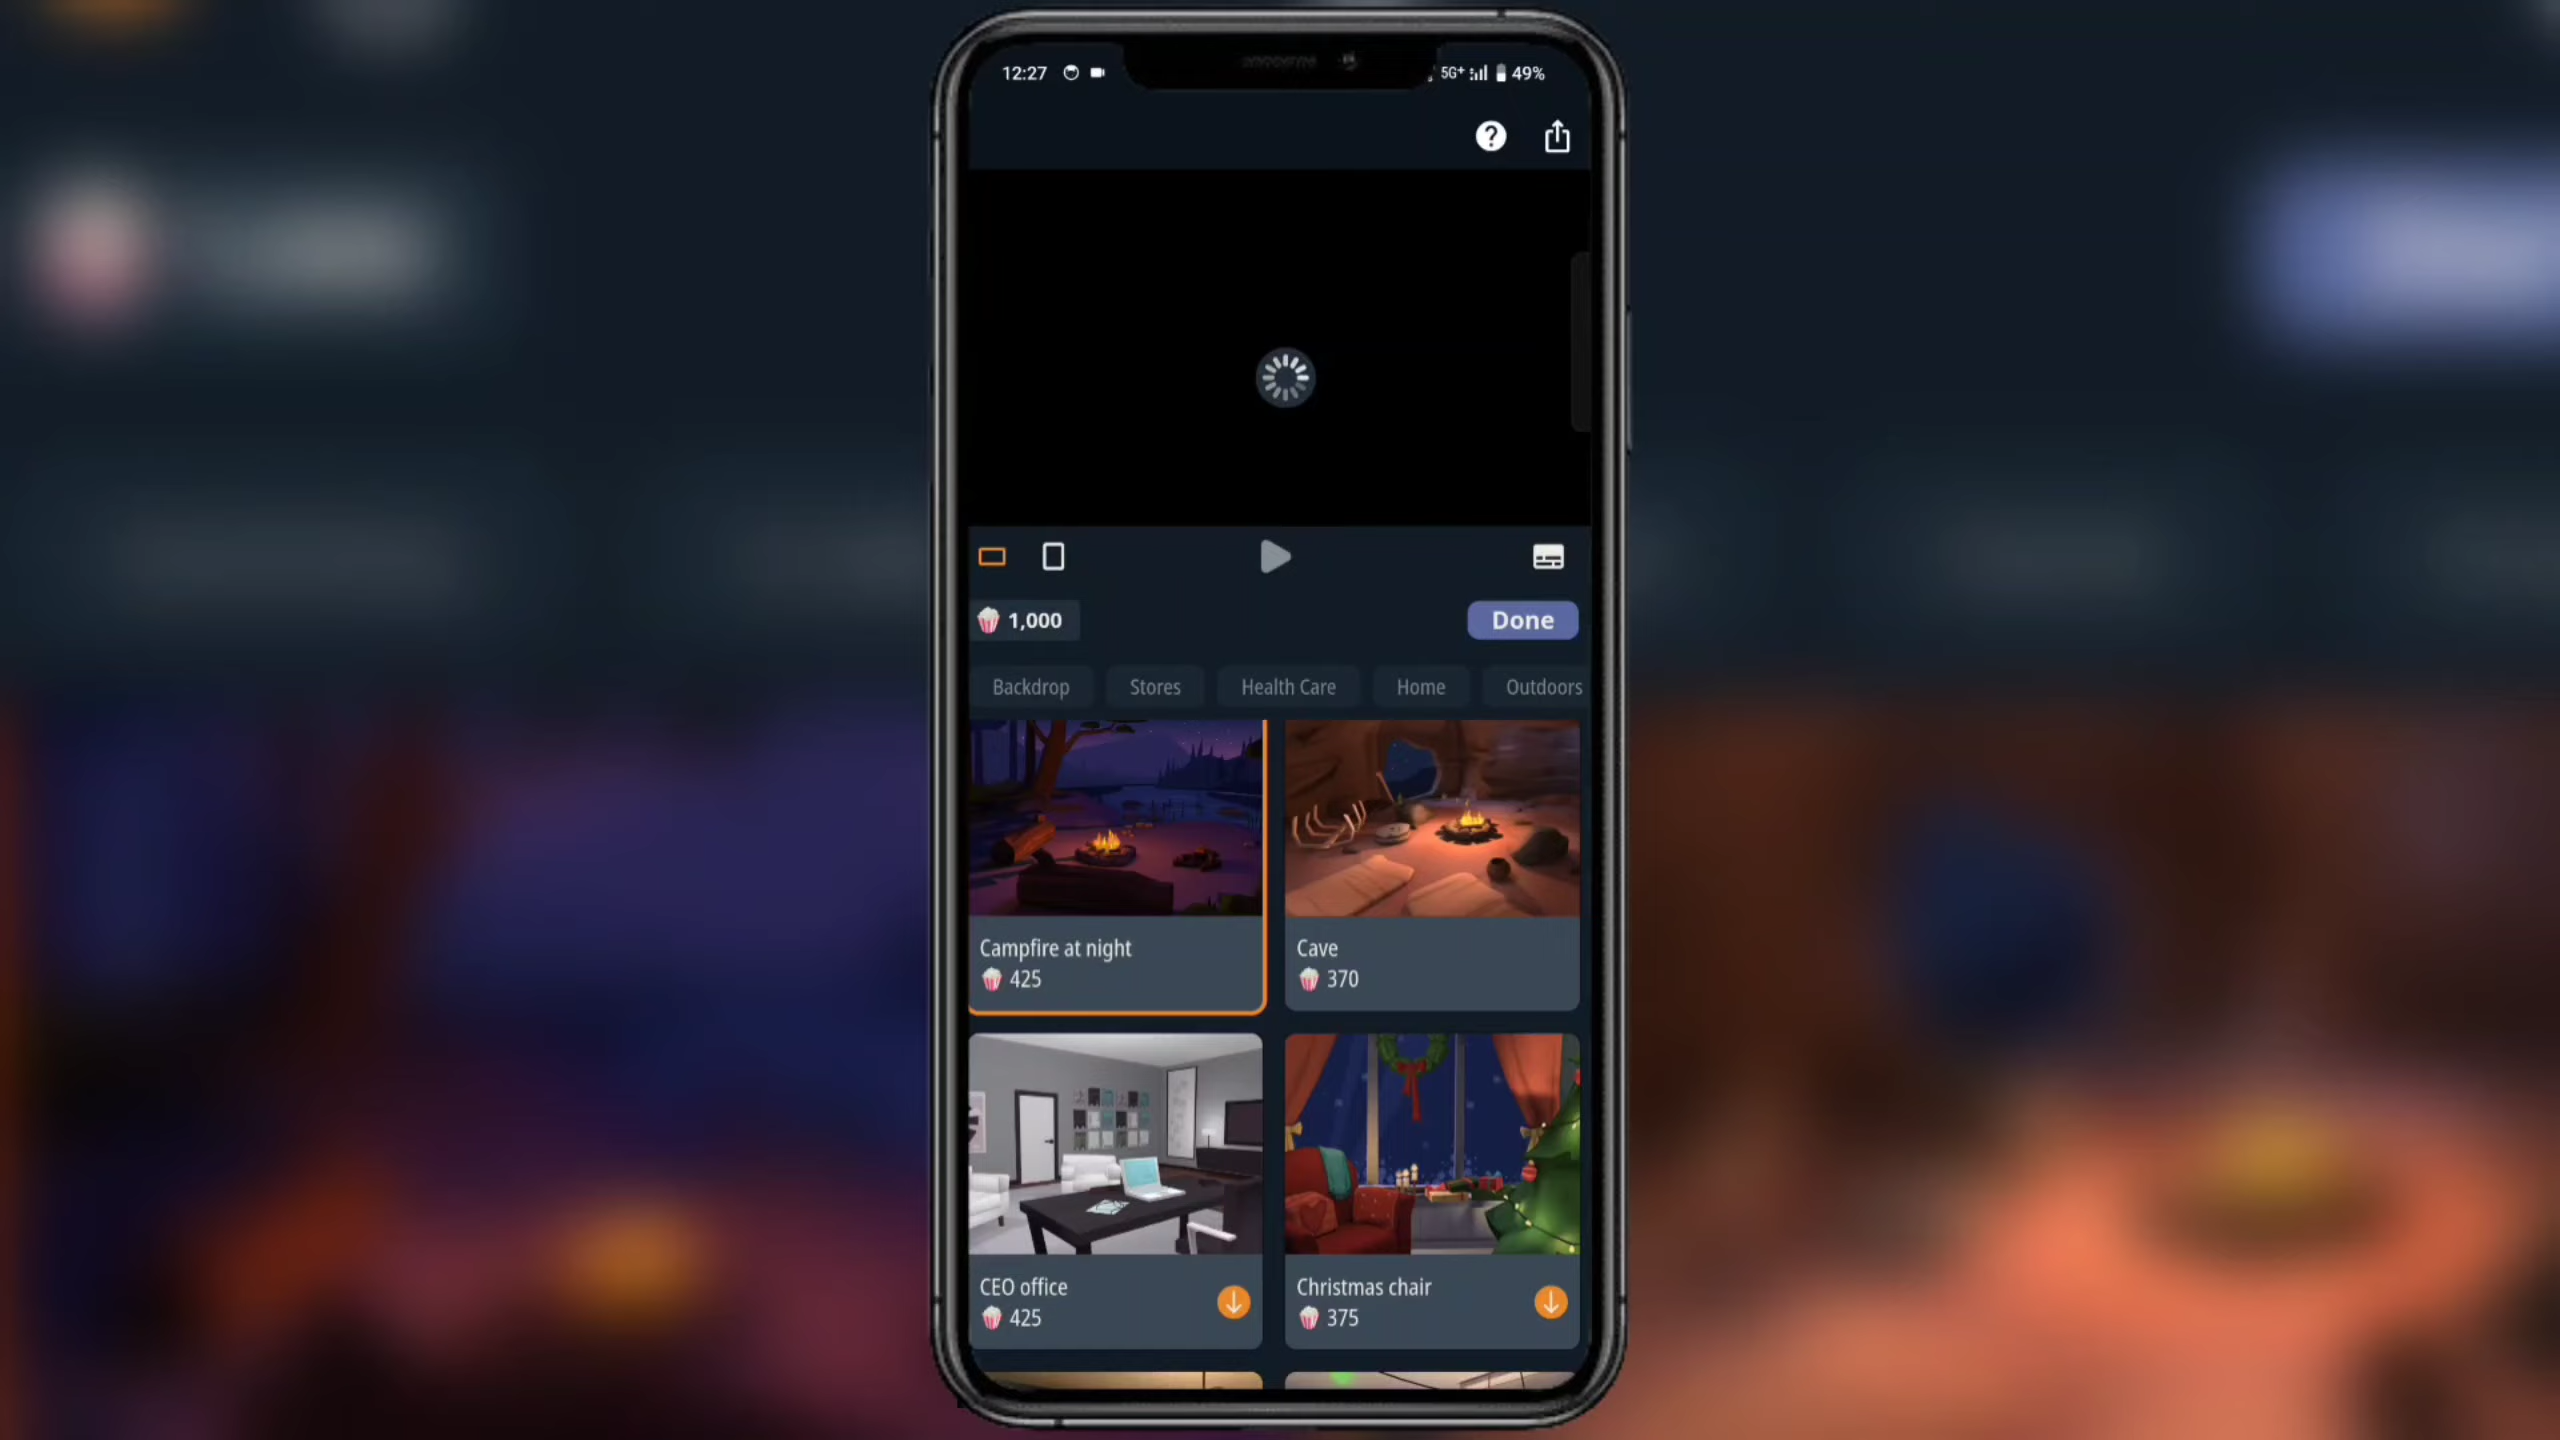 12:27
5G+
49%
1,000
Done
Backdrop
Stores
Health Care
Home
Outdoors
Campfire at night
425
Cave
370
CEO office
425
Christmas chair
375